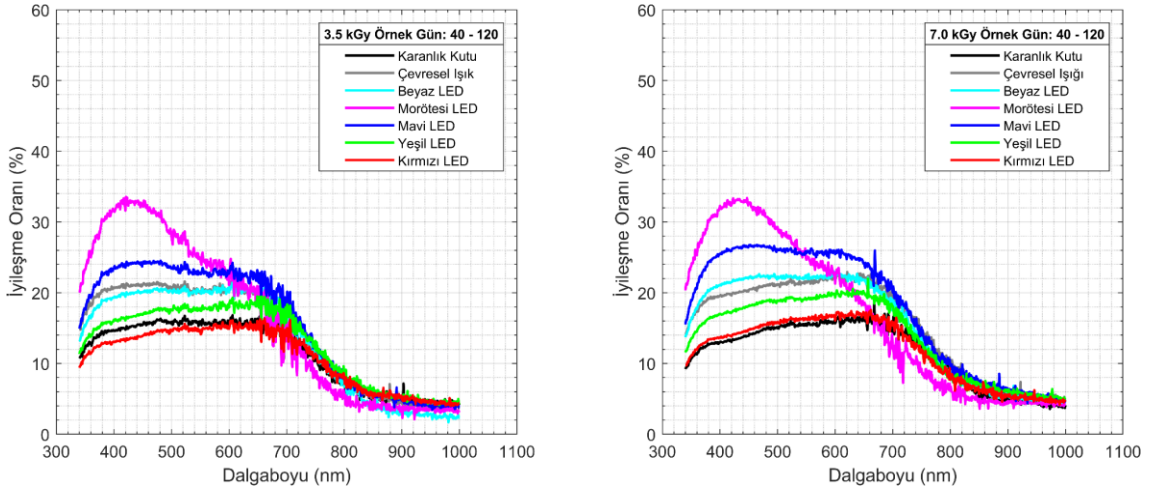 3.5 kGy Örnek Gün: 40 - 120
Karanlık Kutu
Çevresel Işık
Beyaz LED
Morötesi LED
Mavi LED
Yeşil LED
Kırmızı LED
İyileşme Oranı (%)
60
50
40
30
20
10
0
300 400 500 600 700 800 900 1000 1100
Dalgaboyu (nm)
7.0 kGy Örnek Gün: 40 - 120
Karanlık Kutu
Çevresel Işığı
Beyaz LED
Morötesi LED
Mavi LED
Yeşil LED
Kırmızı LED
İyileşme Oranı (%)
60
50
40
30
20
10
0
300 400 500 600 700 800 900 1000 1100
Dalgaboyu (nm)